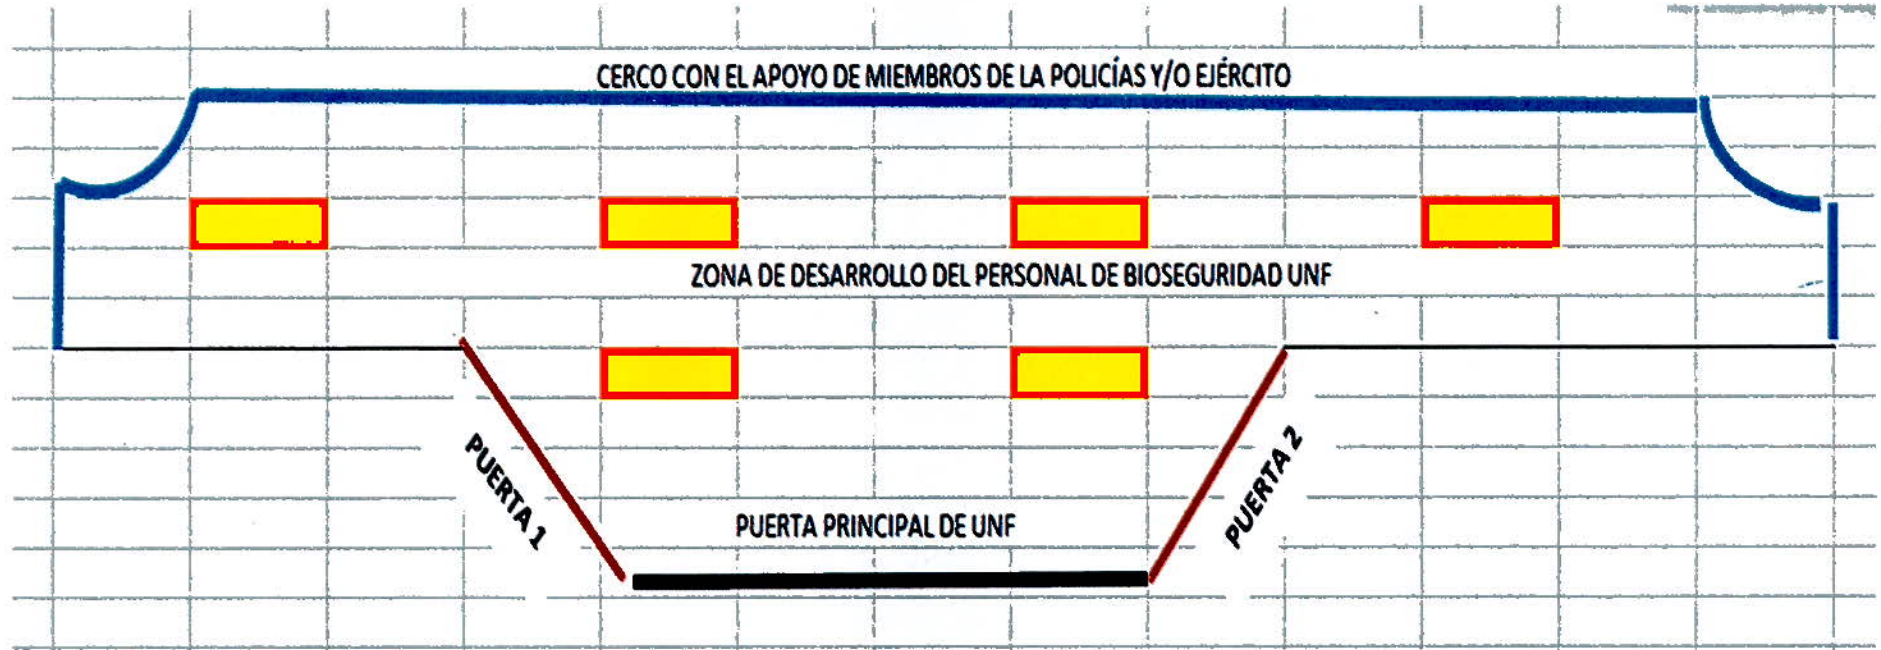 CERCO CON EL APOYO DE MIEMBROS DE LA POLICÍAS Y/O EJÉRCITO
ZONA DE DESARROLLO DEL PERSONAL DE BIOSEGURIDAD UNF
PUERTA 1
PUERTA 2
PUERTA PRINCIPAL DE UNF